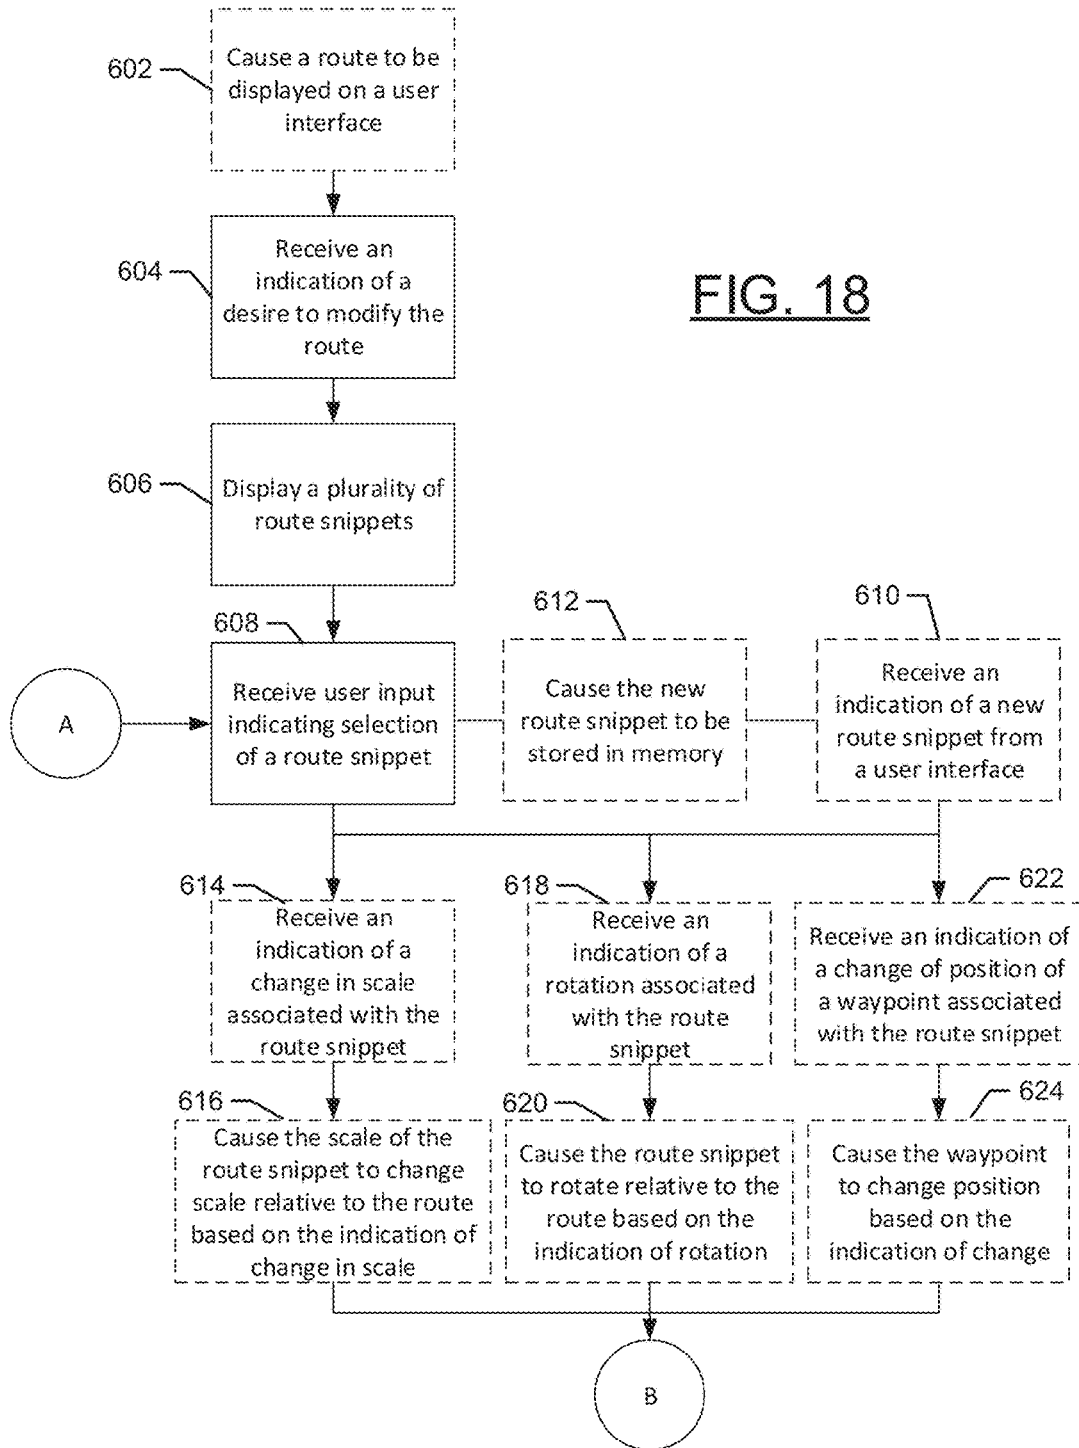 602
Cause a route to be
displayed on a user
interface
604
Receive an
indication of a
desire to modify the
route
FIG. 18
606
Display a plurality of
route snippets
608
612
610
A
Receive user input
indicating selection
of a route snippet
Cause the new
route snippet to be
stored in memory
Receive an
indication of a new
route snippet from
a user interface
614
Receive an
indication of a
change in scale
associated with the
route snippet
618
Receive an
indication of a
rotation associated
with the route
snippet
622
Receive an indication of
a change of position of
a waypoint associated
with the route snippet
616
Cause the scale of the
route snippet to change
scale relative to the route
based on the indication of
change in scale
620
Cause the route snippet
to rotate relative to the
route based on the
indication of rotation
624
Cause the waypoint
to change position
based on the
indication of change
B